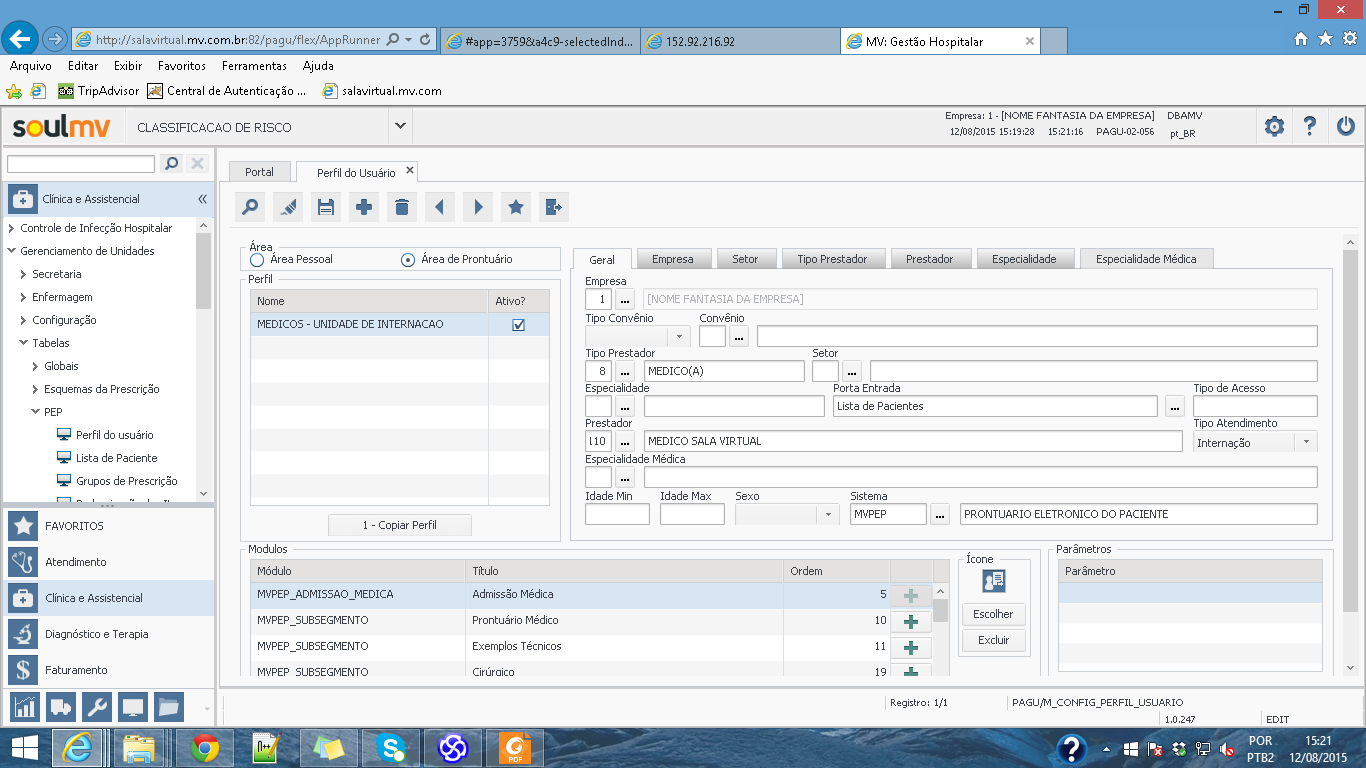 http://salavirtual.mv.com.br:82/pagu/flex/AppRunner
#app=3759&a4c9-selectedInd...
152.92.216.92
MV: Gestão Hospitalar
Arquivo Editar Exibir Favoritos Ferramentas Ajuda
TripAdvisor Central de Autenticação ... salavirtual.mv.com
soulmv
CLASSIFICACAO DE RISCO
Empresa: 1 - [NOME FANTASIA DA EMPRESA] DBAMV
12/08/2015 15:19:28 15:21:16 PAGU-02-056 pt_BR
Portal
Perfil do Usuário
Clínica e Assistencial
Controle de Infecção Hospitalar
Gerenciamento de Unidades
Secretaria
Enfermagem
Configuração
Tabelas
Globais
Esquemas da Prescrição
PEP
Perfil do usuário
Lista de Paciente
Grupos de Prescrição
FAVORITOS
Atendimento
Clínica e Assistencial
Diagnóstico e Terapia
Faturamento
Área
Área Pessoal
Área de Prontuário
Perfil
Nome Ativo?
MEDICOS - UNIDADE DE INTERNACAO
1 - Copiar Perfil
Geral Empresa Setor Tipo Prestador Prestador Especialidade Especialidade Médica
Empresa
1 ... [NOME FANTASIA DA EMPRESA]
Tipo Convênio Convênio
...
Tipo Prestador Setor
8 ... MEDICO(A) ...
Especialidade Porta Entrada Tipo de Acesso
... Lista de Pacientes ...
Prestador Tipo Atendimento
110 ... MEDICO SALA VIRTUAL Internação
Especialidade Médica
...
Idade Min Idade Max Sexo Sistema
MVPEP ... PRONTUARIO ELETRONICO DO PACIENTE
Modulos
Módulo Título Ordem
MVPEP_ADMISSAO_MEDICA Admissão Médica 5
MVPEP_SUBSEGMENTO Prontuário Médico 10
MVPEP_SUBSEGMENTO Exemplos Técnicos 11
MVPEP_SUBSEGMENTO Cirúrgico 19
Ícone
Escolher
Excluir
Parâmetros
Parâmetro
Registro: 1/1 PAGU/M_CONFIG_PERFIL_USUARIO
1.0.247 EDIT
PDF
POR 15:21
PTB2 12/08/2015